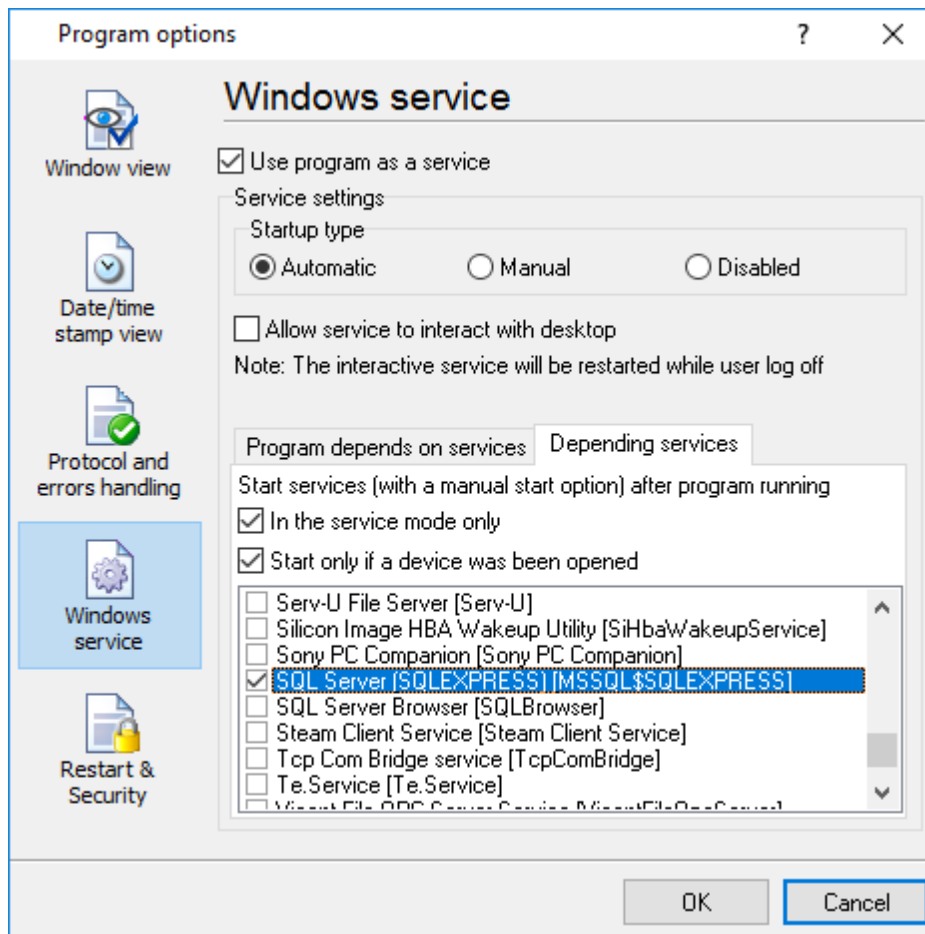 Program options
?
Window view
Date/time
stamp view
Protocol and
errors handling
Windows
service
Restart &
Security
Windows service
Use program as a service
Service settings
Startup type
Automatic
Manual
Disabled
Allow service to interact with desktop
Note: The interactive service will be restarted while user log off
Program depends on services
Depending services
Start services (with a manual start option) after program running
In the service mode only
Start only if a device was been opened
Serv-U File Server [Serv-U]
Silicon Image HBA Wakeup Utility [SiHbaWakeupService]
Sony PC Companion [Sony PC Companion]
SQL Server (SQLEXPRESS) [MSSQL$SQLEXPRESS]
SQL Server Browser [SQLBrowser]
Steam Client Service [Steam Client Service]
Tcp Com Bridge service [TcpComBridge]
Te.Service [Te.Service]
OK
Cancel